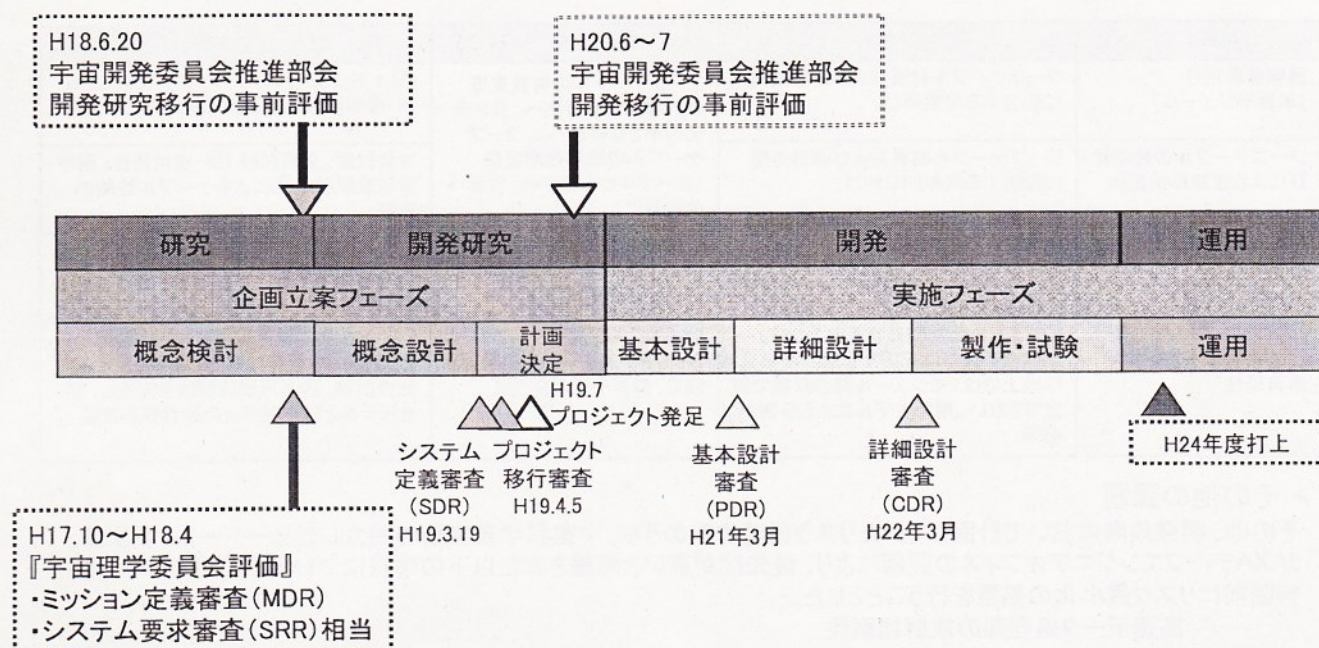 H18.6.20
宇宙開発委員会推進部会
開発研究移行の事前評価
H20.6～7
宇宙開発委員会推進部会
開発移行の事前評価
研究
開発研究
開発
運用
企画立案フェーズ
実施フェーズ
概念検討
概念設計
計画
決定
基本設計
詳細設計
製作・試験
運用
H19.7
プロジェクト発足
システム
定義審査
(SDR)
H19.3.19
プロジェクト
移行審査
H19.4.5
基本設計
審査
(PDR)
H21年3月
詳細設計
審査
(CDR)
H22年3月
H24年度打上
H17.10～H18.4
『宇宙理学委員会評価』
・ミッション定義審査(MDR)
・システム要求審査(SRR)相当